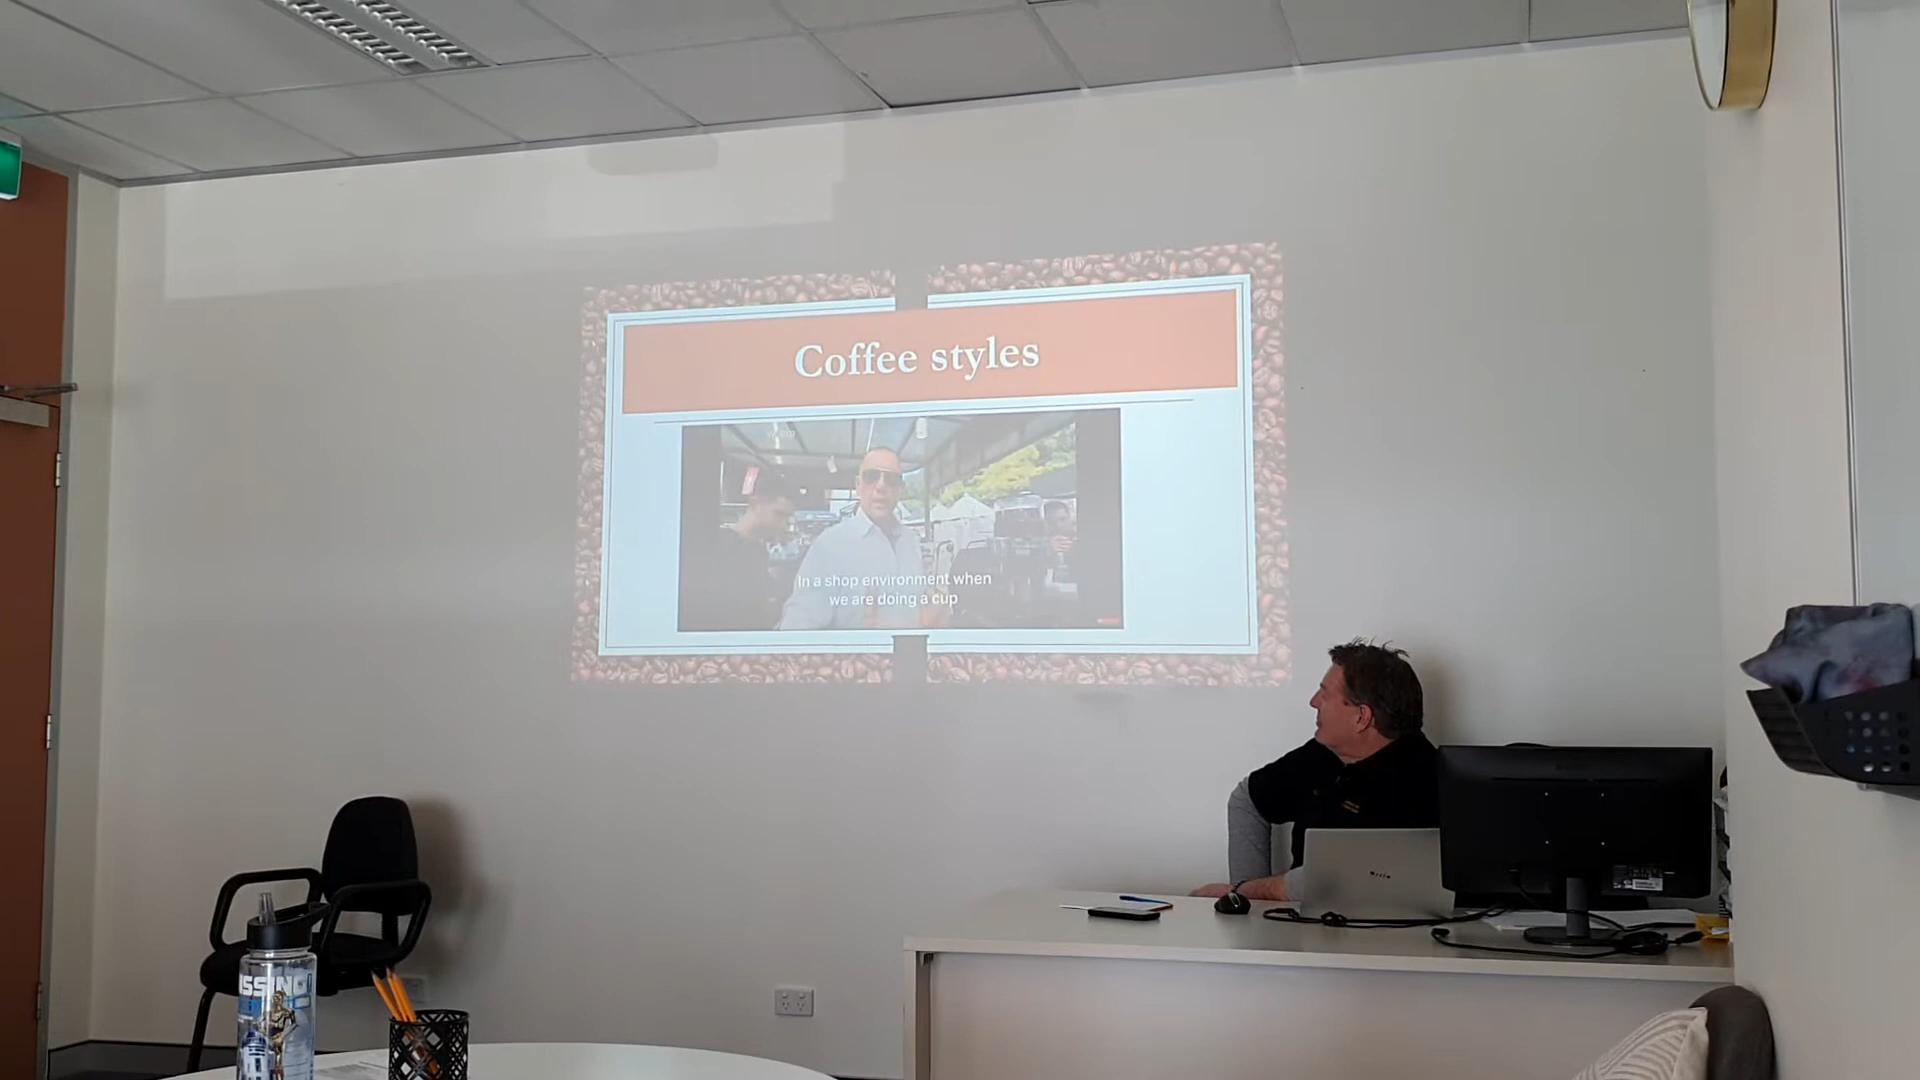 Coffee styles
In a shop environment when
we are doing a cup